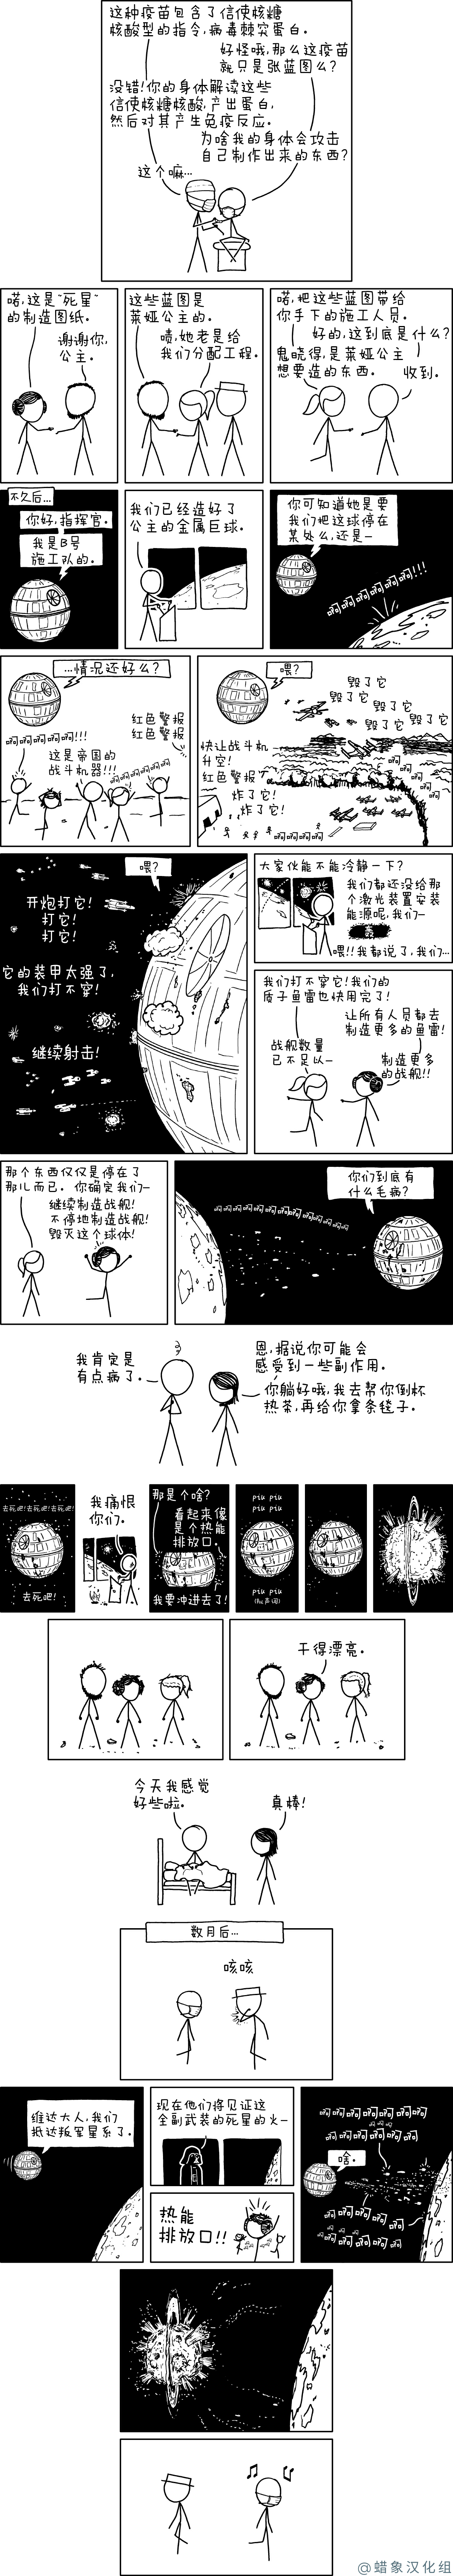 这种疫苗包含了信使核糖
核酸型的指令,病毒棘突蛋白。
好怪哦,那么这疫苗
就只是张蓝图么?
没错!你的身体解读这些
信使核糖核酸,产出蛋白,
然后对其产生免疫反应。
为啥我的身体会攻击
自己制作出来的东西?
这个嘛…
喏,这是“死星”
的制造图纸。
谢谢你,
公主。
这些蓝图是
莱娅公主的。
啧,她老是给
我们分配工程。
喏,把这些蓝图带给
你手下的施工人员。
好的,这到底是什么?
鬼晓得,是莱娅公主
想要造的东西。
收到。
不久后…
你好,指挥官。
我是B号
施工队的。
我们已经造好了
公主的金属巨球。
你可知道她是要
我们把这球停在
某处么,还是—
啊啊啊啊啊啊!!!
…情况还好么?
啊啊啊啊啊啊!!!
红色警报
红色警报
这是帝国的
战斗机器!!!
啊啊啊啊啊啊
喂?
毁了它
毁了它
毁了它
毁了它
毁了它
快让战斗机
升空!
红色警报
炸了它!
炸了它!
啊啊啊啊啊
喂?
开炮打它!
打它!
打它!
它的装甲太强了,
我们打不穿!
继续射击!
大家伙能不能冷静一下?
我们都还没给那
个激光装置安装
能源呢,我们—
轰
喂!!我都说了,我们…
我们打不穿它!我们的
质子鱼雷也快用完了!
让所有人员都去
制造更多的鱼雷!
战舰数量
已不足以—
制造更多
的战舰!!
那个东西仅仅是停在了
那儿而已。你确定我们—
继续制造战舰!
不停地制造战舰!
毁灭这个球体!
你们到底有
什么毛病?
我肯定是
有点病了。
恩,据说你可能会
感受到一些副作用。
你躺好哦,我去帮你倒杯
热茶,再给你拿条毯子。
去死吧!去死吧!去死吧!
去死吧!
我痛恨
你们。
那是个啥?
看起来像
是个热能
排放口。
我要冲进去了!
piu piu
piu piu
piu piu
干得漂亮。
今天我感觉
好些啦。
真棒!
数月后…
咳咳
维达大人,我们
抵达叛军星系了。
现在他们将见证这
全副武装的死星的火—
热能
排放口!!
啥。
@蜡象汉化组